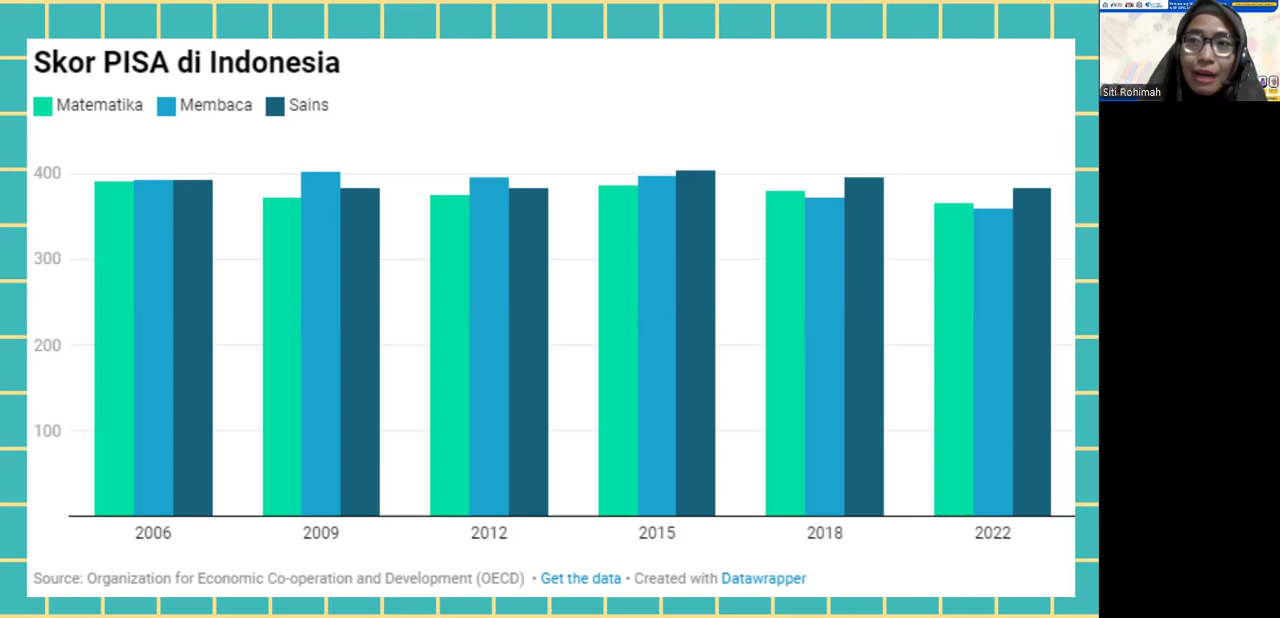 Skor PISA di Indonesia
Matematika Membaca Sains
400
300
200
100
2006 2009 2012 2015 2018 2022
Source: Organization for Economic Co-operation and Development (OECD) • Get the data • Created with Datawrapper
Siti Rohimah